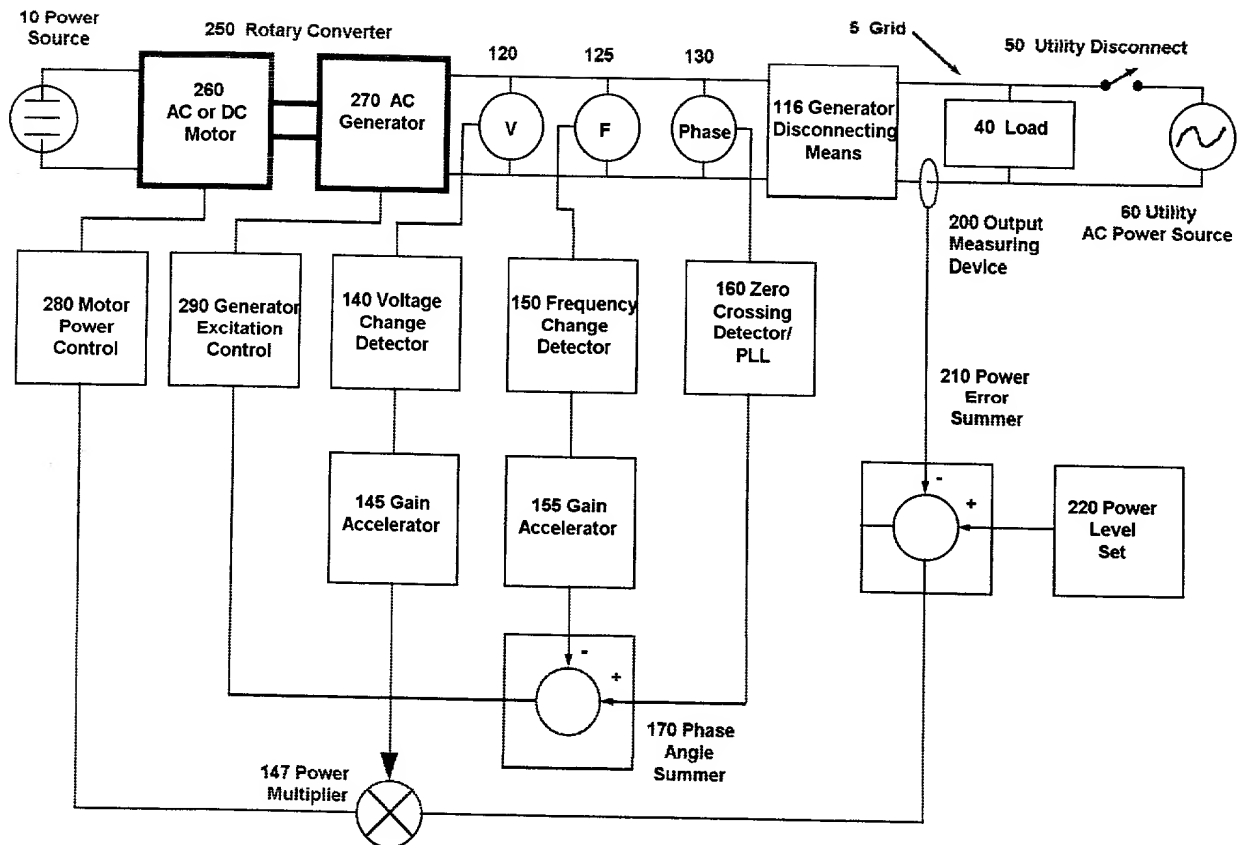 10 Power
Source
250 Rotary Converter
120
125
130
5 Grid
50 Utility Disconnect
260
AC or DC
Motor
270 AC
Generator
V
F
Phase
116 Generator
Disconnecting
Means
40 Load
60 Utility
AC Power Source
200 Output
Measuring
Device
280 Motor
Power
Control
290 Generator
Excitation
Control
140 Voltage
Change
Detector
150 Frequency
Change
Detector
160 Zero
Crossing
Detector/
PLL
210 Power
Error
Summer
145 Gain
Accelerator
155 Gain
Accelerator
-
+
220 Power
Level
Set
-
+
170 Phase
Angle
Summer
147 Power
Multiplier